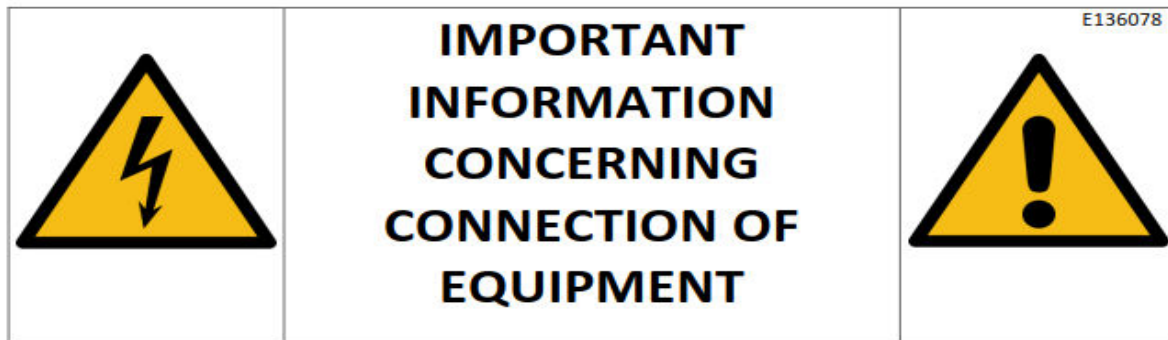 E136078
IMPORTANT
INFORMATION
CONCERNING
CONNECTION OF
EQUIPMENT